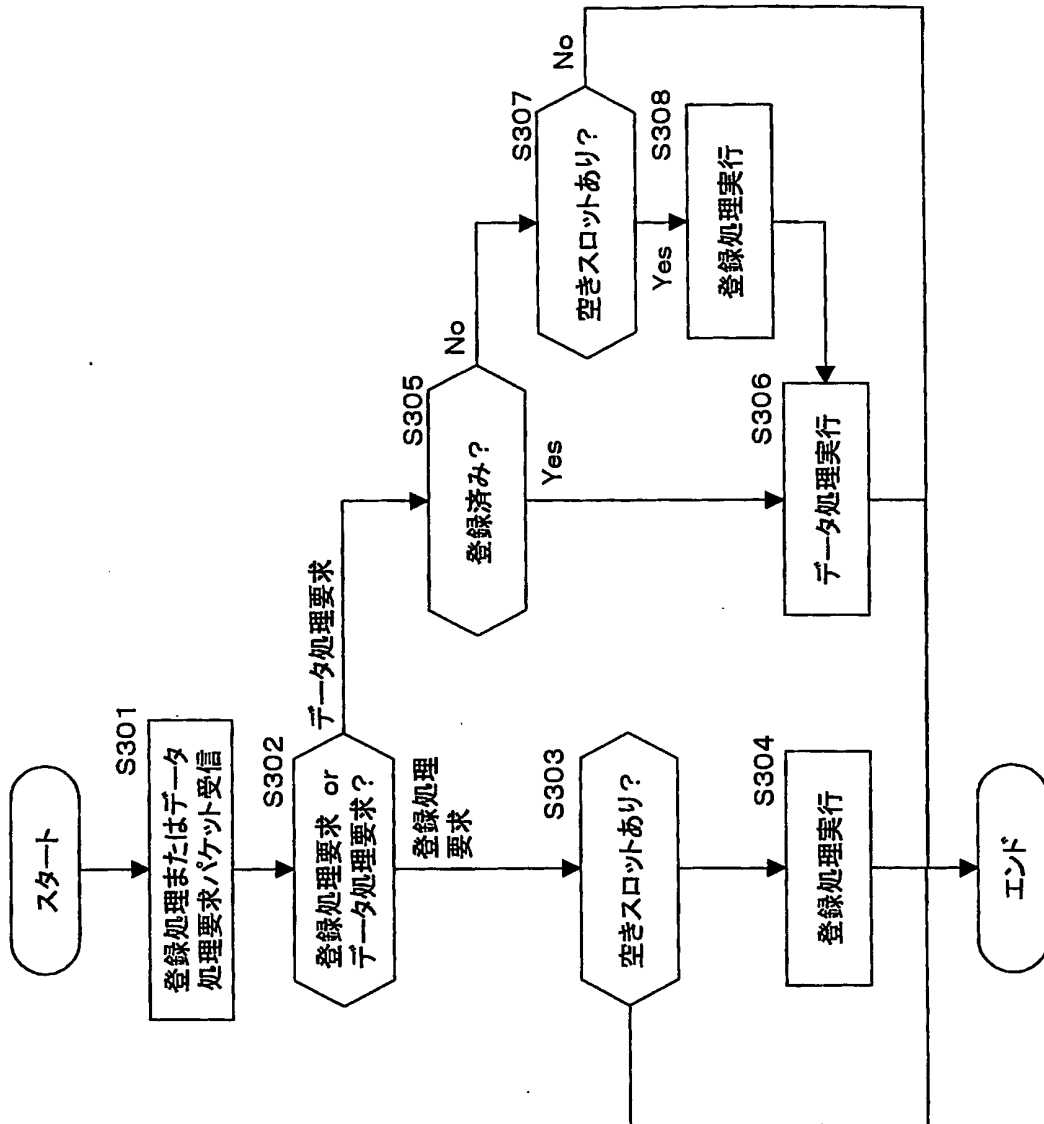 スタート
S301
登録処理またはデータ
処理要求パケット受信
S302
登録処理要求 or
データ処理要求？
データ処理要求
登録処理
要求
S303
空きスロットあり？
S304
登録処理実行
S305
登録済み？
No
Yes
S306
データ処理実行
S307
空きスロットあり？
No
Yes
S308
登録処理実行
エンド